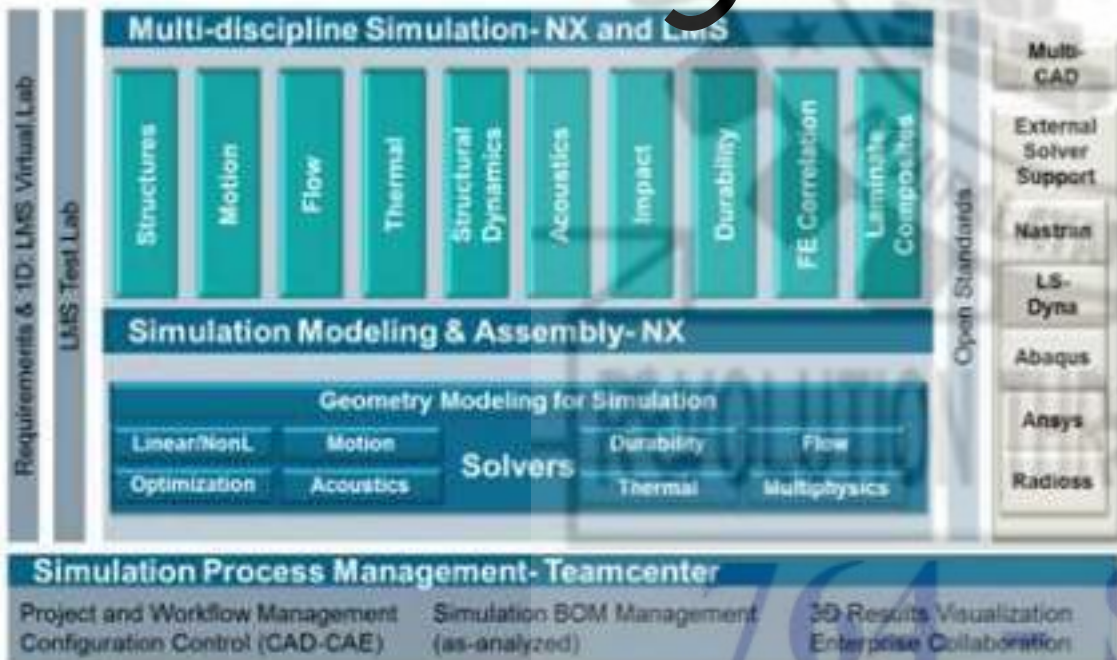 Multi-discipline Simulation- NX and LMS
Requirements & 1D: LMS Virtual.Lab
LMS Test.Lab
Structures
Motion
Flow
Thermal
Structural
Dynamics
Acoustics
Impact
Durability
FE Correlation
Laminate
Composites
Simulation Modeling & Assembly- NX
Geometry Modeling for Simulation
Linear/NonL
Motion
Optimization
Acoustics
Solvers
Durability
Flow
Thermal
Multiphysics
Open Standards
Multi-
CAD
External
Solver
Support
Nastran
LS-
Dyna
Abaqus
Ansys
Radioss
Simulation Process Management- Teamcenter
Project and Workflow Management
Configuration Control (CAD-CAE)
Simulation BOM Management
(as-analyzed)
3D Results Visualization
Enterprise Collaboration